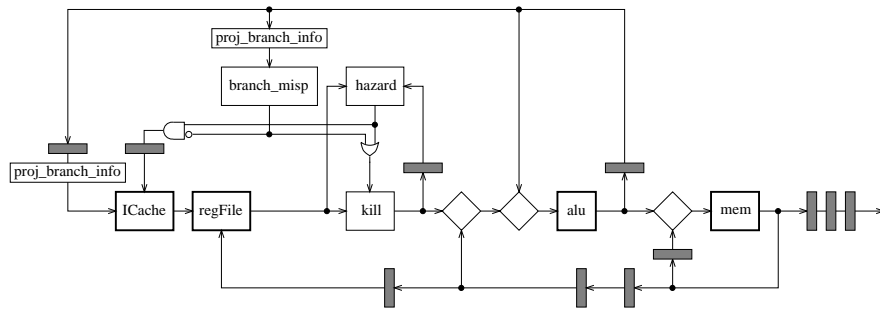 proj_branch_info
branch_misp
hazard
proj_branch_info
ICache
regFile
kill
alu
mem